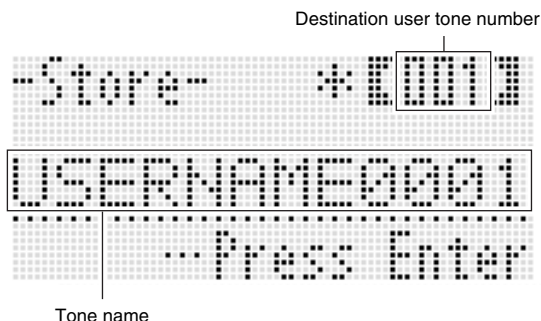 Destination user tone number
-Store- *【001】
USERNAME0001
···Press Enter
Tone name